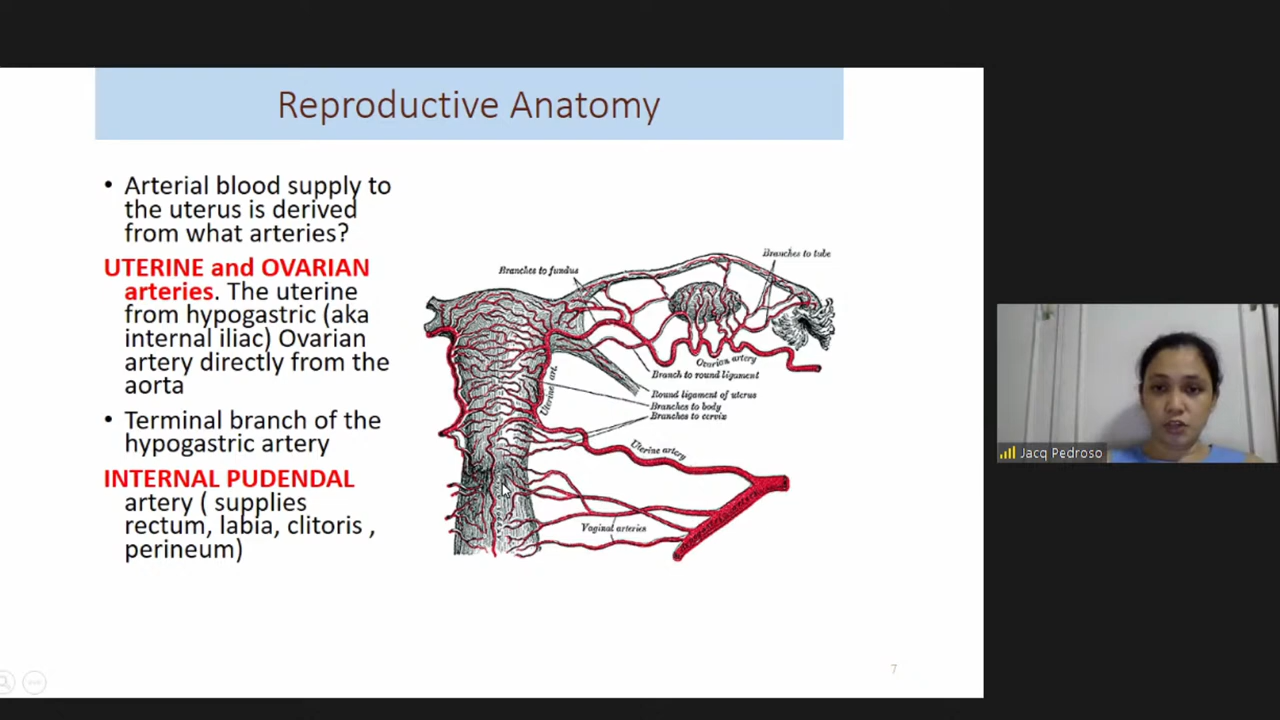 Reproductive Anatomy
• Arterial blood supply to
the uterus is derived
from what arteries?
UTERINE and OVARIAN
arteries. The uterine
from hypogastric (aka
internal iliac) Ovarian
artery directly from the
aorta
• Terminal branch of the
hypogastric artery
INTERNAL PUDENDAL
artery ( supplies
rectum, labia, clitoris ,
perineum)
Branches to tube
Branches to fundus
Ovarian artery
Branch to round ligament
Uterine art.
Round ligament of uterus
Branches to body
Branches to cervix
Uterine artery
Vaginal arteries
7
Jacq Pedroso